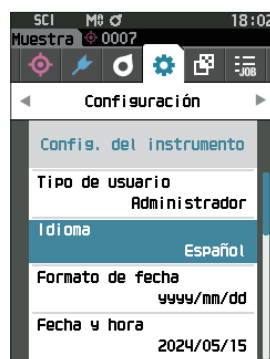 SCI M0 18:02
Muestra 0007
-JOB
Configuración
Config. del instrumento
Tipo de usuario
Administrador
Idioma
Español
Formato de fecha
yyyy/mm/dd
Fecha y hora
2024/05/15